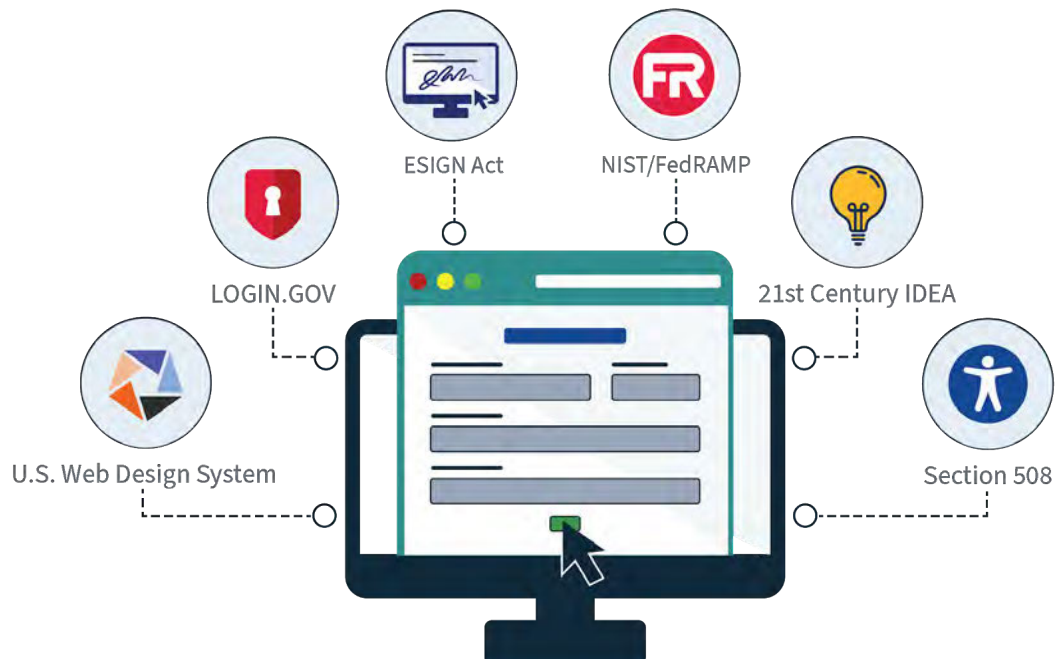 ESIGN Act
FR
NIST/FedRAMP
LOGIN.GOV
21st Century IDEA
U.S. Web Design System
Section 508